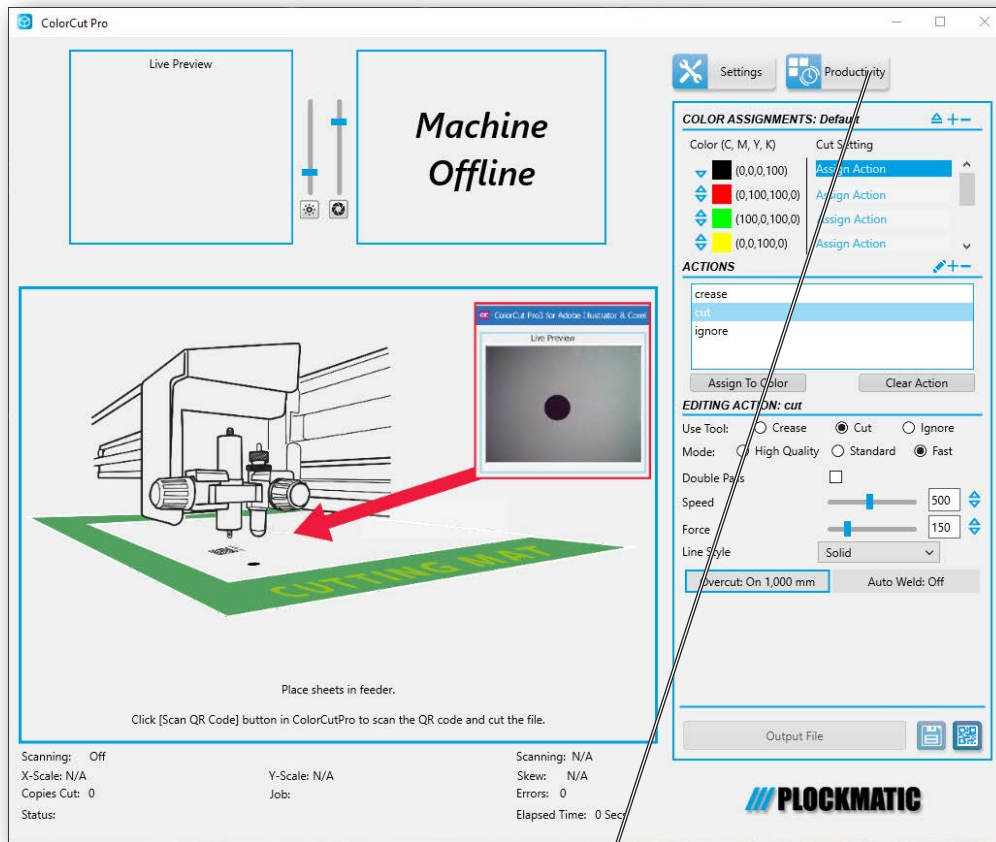 ColorCut Pro
Live Preview
Machine
Offline
Settings
Productivity
COLOR ASSIGNMENTS: Default
Color (C, M, Y, K) Cut Setting
(0,0,0,100) Assign Action
(0,100,100,0) Assign Action
(100,0,100,0) Assign Action
(0,0,100,0) Assign Action
ACTIONS
crease
cut
ignore
Assign To Color Clear Action
EDITING ACTION: cut
Use Tool: Crease Cut Ignore
Mode: High Quality Standard Fast
Double Pass
Speed 500
Force 150
Line Style Solid
Overcut: On 1,000 mm Auto Weld: Off
Output File
cc ColorCut Pro3 for Adobe Illustrator & Corel
Live Preview
CUTTING MAT
Place sheets in feeder.
Click [Scan QR Code] button in ColorCutPro to scan the QR code and cut the file.
Scanning: Off Scanning: N/A
X-Scale: N/A Y-Scale: N/A Skew: N/A
Copies Cut: 0 Job: Errors: 0
Status: Elapsed Time: 0 Secs
PLOCKMATIC